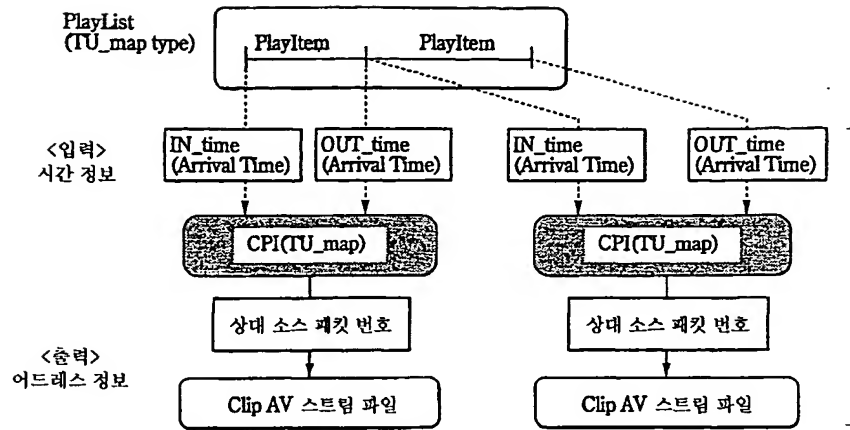 PlayList
(TU_map type)
PlayItem
PlayItem
<입력>
시간 정보
IN_time
(Arrival Time)
OUT_time
(Arrival Time)
IN_time
(Arrival Time)
OUT_time
(Arrival Time)
CPI(TU_map)
CPI(TU_map)
상대 소스 패킷 번호
상대 소스 패킷 번호
<출력>
어드레스 정보
Clip AV 스트림 파일
Clip AV 스트림 파일